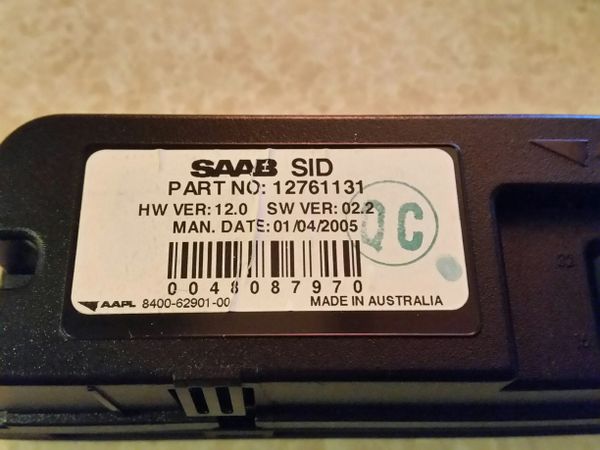 SAAB SID
PART NO: 12761131
HW VER: 12.0 SW VER: 02.2
MAN. DATE: 01/04/2005
QC
0048087970
AAPL 8400-62901-00 MADE IN AUSTRALIA